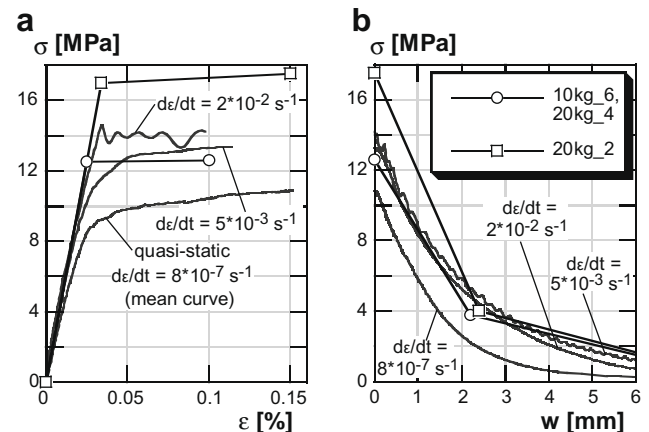 a
σ [MPa]
16
12
8
4
0
0.05
0.1
0.15
ε [%]
dε/dt = 2*10⁻² s⁻¹
dε/dt = 5*10⁻³ s⁻¹
quasi-static
dε/dt = 8*10⁻⁷ s⁻¹
(mean curve)
b
σ [MPa]
16
12
8
4
0
0
1
2
3
4
5
6
w [mm]
10kg_6,
20kg_4
20kg_2
dε/dt =
2*10⁻² s⁻¹
dε/dt =
5*10⁻³ s⁻¹
dε/dt =
8*10⁻⁷ s⁻¹